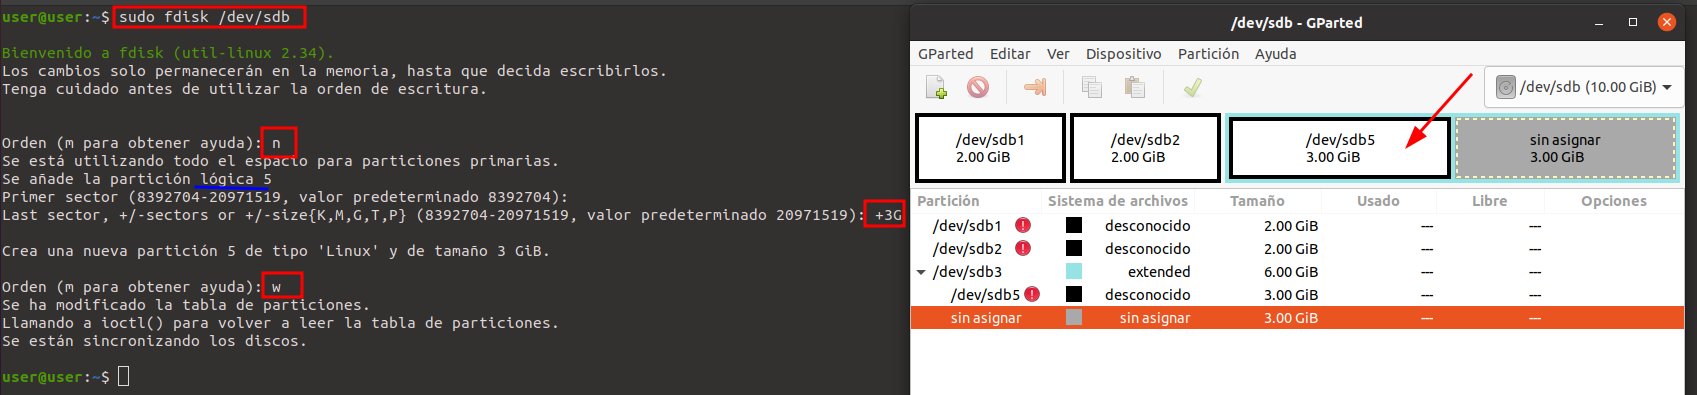 user@user:~$ sudo fdisk /dev/sdb
Bienvenido a fdisk (util-linux 2.34).
Los cambios solo permanecerán en la memoria, hasta que decida escribirlos.
Tenga cuidado antes de utilizar la orden de escritura.
Orden (m para obtener ayuda): n
Se está utilizando todo el espacio para particiones primarias.
Se añade la partición lógica 5
Primer sector (8392704-20971519, valor predeterminado 8392704):
Last sector, +/-sectors or +/-size{K,M,G,T,P} (8392704-20971519, valor predeterminado 20971519): +3G
Crea una nueva partición 5 de tipo 'Linux' y de tamaño 3 GiB.
Orden (m para obtener ayuda): w
Se ha modificado la tabla de particiones.
Llamando a ioctl() para volver a leer la tabla de particiones.
Se están sincronizando los discos.
user@user:~$
/dev/sdb - GParted
GParted Editar Ver Dispositivo Partición Ayuda
/dev/sdb (10.00 GiB)
/dev/sdb1
2.00 GiB
/dev/sdb2
2.00 GiB
/dev/sdb5
3.00 GiB
sin asignar
3.00 GiB
Partición Sistema de archivos Tamaño Usado Libre Opciones
/dev/sdb1 desconocido 2.00 GiB --- ---
/dev/sdb2 desconocido 2.00 GiB --- ---
/dev/sdb3 extended 6.00 GiB --- ---
/dev/sdb5 desconocido 3.00 GiB --- ---
sin asignar sin asignar 3.00 GiB --- ---